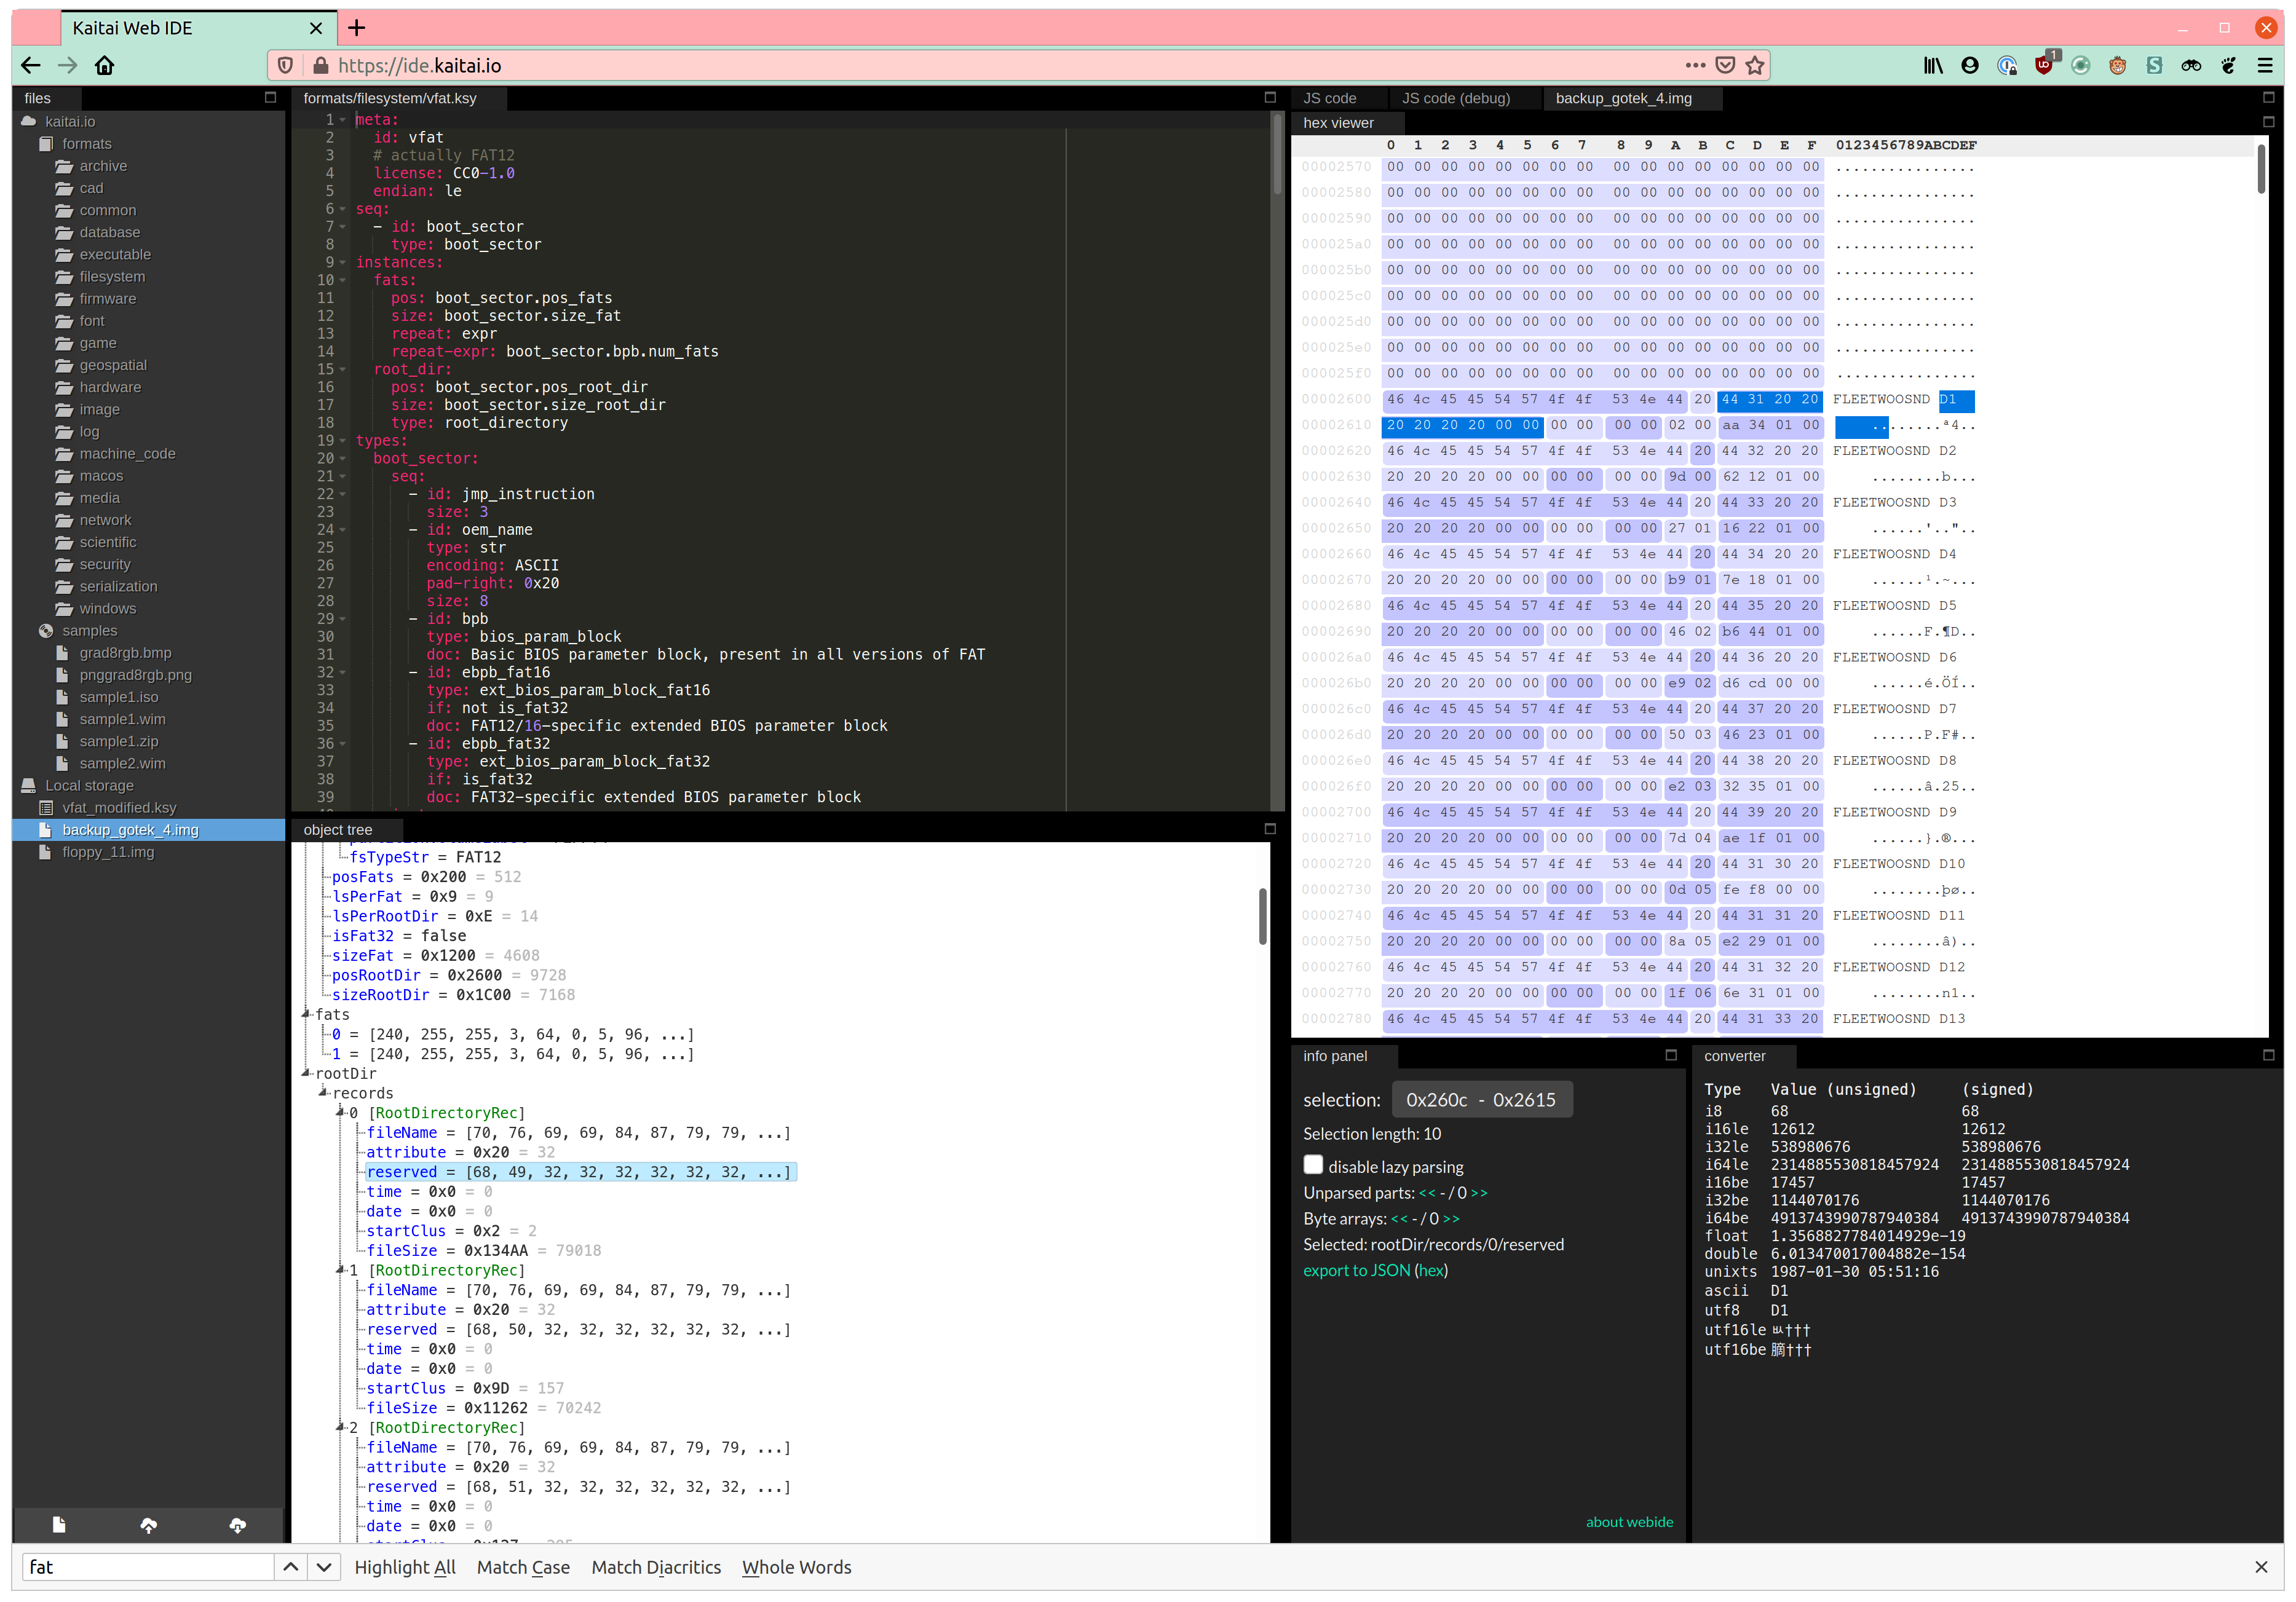 Kaitai Web IDE
https://ide.kaitai.io
1
files
kaitai.io
formats
archive
cad
common
database
executable
filesystem
firmware
font
game
geospatial
hardware
image
log
machine_code
macos
media
network
scientific
security
serialization
windows
samples
grad8rgb.bmp
pnggrad8rgb.png
sample1.iso
sample1.wim
sample1.zip
sample2.wim
Local storage
vfat_modified.ksy
backup_gotek_4.img
floppy_11.img
formats/filesystem/vfat.ksy
1 meta:
2 id: vfat
3 # actually FAT12
4 license: CC0-1.0
5 endian: le
6 seq:
7 - id: boot_sector
8 type: boot_sector
9 instances:
10 fats:
11 pos: boot_sector.pos_fats
12 size: boot_sector.size_fat
13 repeat: expr
14 repeat-expr: boot_sector.bpb.num_fats
15 root_dir:
16 pos: boot_sector.pos_root_dir
17 size: boot_sector.size_root_dir
18 type: root_directory
19 types:
20 boot_sector:
21 seq:
22 - id: jmp_instruction
23 size: 3
24 - id: oem_name
25 type: str
26 encoding: ASCII
27 pad-right: 0x20
28 size: 8
29 - id: bpb
30 type: bios_param_block
31 doc: Basic BIOS parameter block, present in all versions of FAT
32 - id: ebpb_fat16
33 type: ext_bios_param_block_fat16
34 if: not is_fat32
35 doc: FAT12/16-specific extended BIOS parameter block
36 - id: ebpb_fat32
37 type: ext_bios_param_block_fat32
38 if: is_fat32
39 doc: FAT32-specific extended BIOS parameter block
object tree
fsTypeStr = FAT12
posFats = 0x200 = 512
lsPerFat = 0x9 = 9
lsPerRootDir = 0xE = 14
isFat32 = false
sizeFat = 0x1200 = 4608
posRootDir = 0x2600 = 9728
sizeRootDir = 0x1C00 = 7168
fats
0 = [240, 255, 255, 3, 64, 0, 5, 96, ...]
1 = [240, 255, 255, 3, 64, 0, 5, 96, ...]
rootDir
records
0 [RootDirectoryRec]
fileName = [70, 76, 69, 69, 84, 87, 79, 79, ...]
attribute = 0x20 = 32
reserved = [68, 49, 32, 32, 32, 32, 32, 32, ...]
time = 0x0 = 0
date = 0x0 = 0
startClus = 0x2 = 2
fileSize = 0x134AA = 79018
1 [RootDirectoryRec]
fileName = [70, 76, 69, 69, 84, 87, 79, 79, ...]
attribute = 0x20 = 32
reserved = [68, 50, 32, 32, 32, 32, 32, 32, ...]
time = 0x0 = 0
date = 0x0 = 0
startClus = 0x9D = 157
fileSize = 0x11262 = 70242
2 [RootDirectoryRec]
fileName = [70, 76, 69, 69, 84, 87, 79, 79, ...]
attribute = 0x20 = 32
reserved = [68, 51, 32, 32, 32, 32, 32, 32, ...]
time = 0x0 = 0
date = 0x0 = 0
JS code JS code (debug) backup_gotek_4.img
hex viewer
0 1 2 3 4 5 6 7 8 9 A B C D E F 0123456789ABCDEF
00002570 00 00 00 00 00 00 00 00 00 00 00 00 00 00 00 00 ................
00002580 00 00 00 00 00 00 00 00 00 00 00 00 00 00 00 00 ................
00002590 00 00 00 00 00 00 00 00 00 00 00 00 00 00 00 00 ................
000025a0 00 00 00 00 00 00 00 00 00 00 00 00 00 00 00 00 ................
000025b0 00 00 00 00 00 00 00 00 00 00 00 00 00 00 00 00 ................
000025c0 00 00 00 00 00 00 00 00 00 00 00 00 00 00 00 00 ................
000025d0 00 00 00 00 00 00 00 00 00 00 00 00 00 00 00 00 ................
000025e0 00 00 00 00 00 00 00 00 00 00 00 00 00 00 00 00 ................
000025f0 00 00 00 00 00 00 00 00 00 00 00 00 00 00 00 00 ................
00002600 46 4c 45 45 54 57 4f 4f 53 4e 44 20 44 31 20 20 FLEETWOOSND D1
00002610 20 20 20 20 00 00 00 00 00 00 02 00 aa 34 01 00 ........ª4..
00002620 46 4c 45 45 54 57 4f 4f 53 4e 44 20 44 32 20 20 FLEETWOOSND D2
00002630 20 20 20 20 00 00 00 00 00 00 9d 00 62 12 01 00 ........b...
00002640 46 4c 45 45 54 57 4f 4f 53 4e 44 20 44 33 20 20 FLEETWOOSND D3
00002650 20 20 20 20 00 00 00 00 00 00 27 01 16 22 01 00 ......'.."..
00002660 46 4c 45 45 54 57 4f 4f 53 4e 44 20 44 34 20 20 FLEETWOOSND D4
00002670 20 20 20 20 00 00 00 00 00 00 b9 01 7e 18 01 00 ......¹.~...
00002680 46 4c 45 45 54 57 4f 4f 53 4e 44 20 44 35 20 20 FLEETWOOSND D5
00002690 20 20 20 20 00 00 00 00 00 00 46 02 b6 44 01 00 ......F.¶D..
000026a0 46 4c 45 45 54 57 4f 4f 53 4e 44 20 44 36 20 20 FLEETWOOSND D6
000026b0 20 20 20 20 00 00 00 00 00 00 e9 02 d6 cd 00 00 ......é.ÖÍ..
000026c0 46 4c 45 45 54 57 4f 4f 53 4e 44 20 44 37 20 20 FLEETWOOSND D7
000026d0 20 20 20 20 00 00 00 00 00 00 50 03 46 23 01 00 ......P.F#..
000026e0 46 4c 45 45 54 57 4f 4f 53 4e 44 20 44 38 20 20 FLEETWOOSND D8
000026f0 20 20 20 20 00 00 00 00 00 00 e2 03 32 35 01 00 ......â.25..
00002700 46 4c 45 45 54 57 4f 4f 53 4e 44 20 44 39 20 20 FLEETWOOSND D9
00002710 20 20 20 20 00 00 00 00 00 00 7d 04 ae 1f 01 00 ......}.®...
00002720 46 4c 45 45 54 57 4f 4f 53 4e 44 20 44 31 30 20 FLEETWOOSND D10
00002730 20 20 20 20 00 00 00 00 00 00 0d 05 fe f8 00 00 ........þø..
00002740 46 4c 45 45 54 57 4f 4f 53 4e 44 20 44 31 31 20 FLEETWOOSND D11
00002750 20 20 20 20 00 00 00 00 00 00 8a 05 e2 29 01 00 ........â)..
00002760 46 4c 45 45 54 57 4f 4f 53 4e 44 20 44 31 32 20 FLEETWOOSND D12
00002770 20 20 20 20 00 00 00 00 00 00 1f 06 6e 31 01 00 ........n1..
00002780 46 4c 45 45 54 57 4f 4f 53 4e 44 20 44 31 33 20 FLEETWOOSND D13
info panel
selection: 0x260c - 0x2615
Selection length: 10
disable lazy parsing
Unparsed parts: << - / 0 >>
Byte arrays: << - / 0 >>
Selected: rootDir/records/0/reserved
export to JSON (hex)
about webide
converter
Type Value (unsigned) (signed)
i8 68 68
i16le 12612 12612
i32le 538980676 538980676
i64le 2314885530818457924 2314885530818457924
i16be 17457 17457
i32be 1144070176 1144070176
i64be 4913743990787940384 4913743990787940384
float 1.3568827784014929e-19
double 6.013470017004882e-154
unixts 1987-01-30 05:51:16
ascii D1
utf8 D1
utf16le ㅄ†††
utf16be 䐱†††
fat
Highlight All Match Case Match Diacritics Whole Words